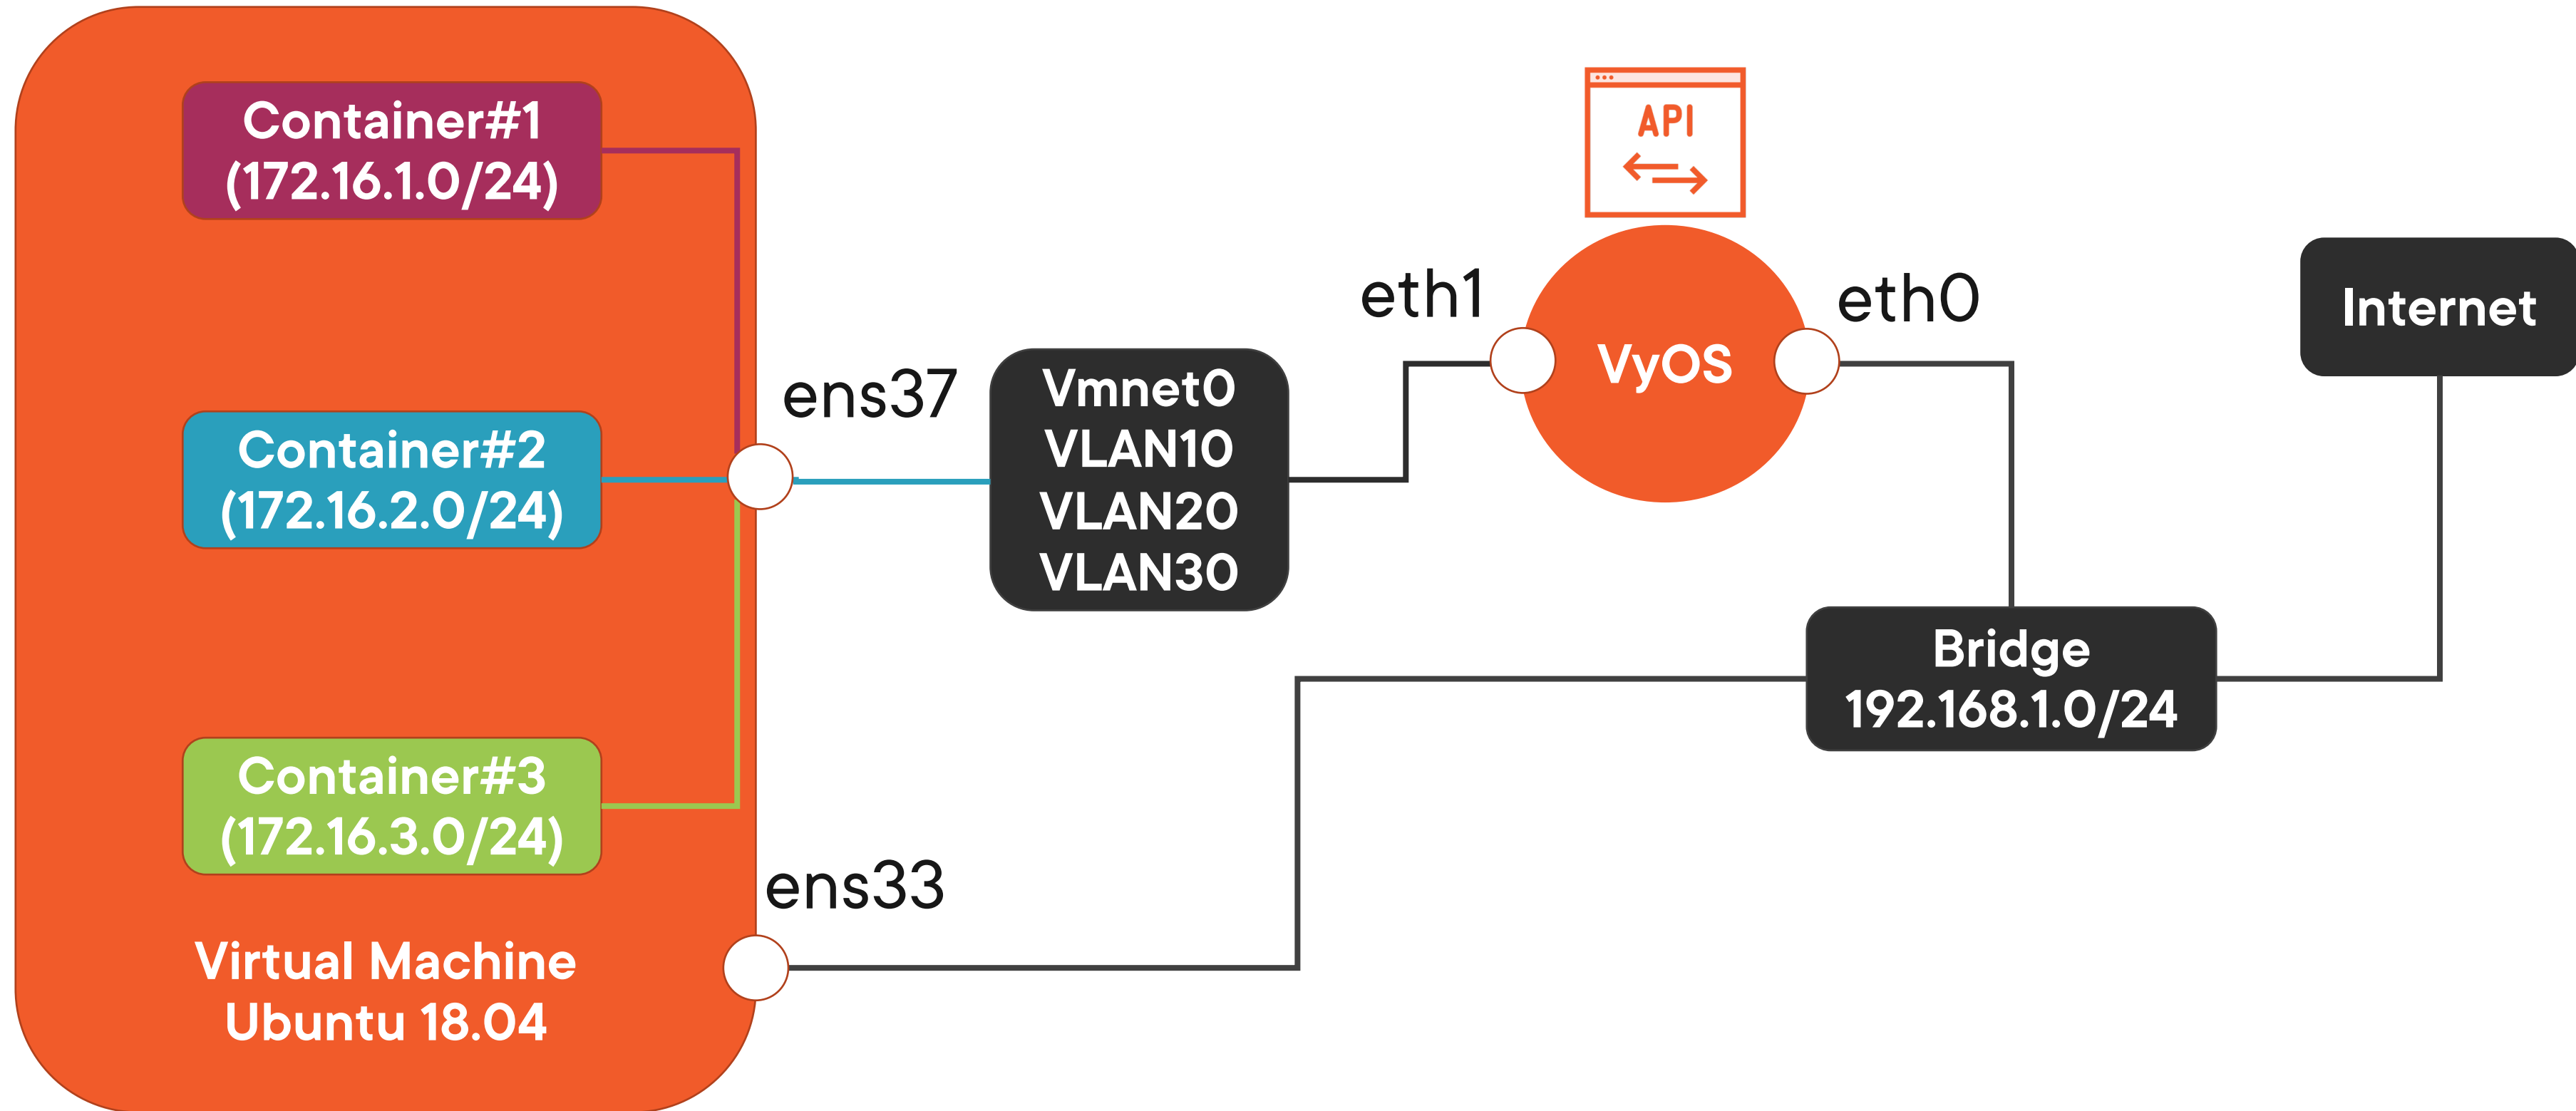 Container#1
(172.16.1.0/24)
Container#2
(172.16.2.0/24)
Container#3
(172.16.3.0/24)
Virtual Machine
Ubuntu 18.04
ens37
ens33
Vmnet0
VLAN10
VLAN20
VLAN30
API
eth1
VyOS
eth0
Bridge
192.168.1.0/24
Internet